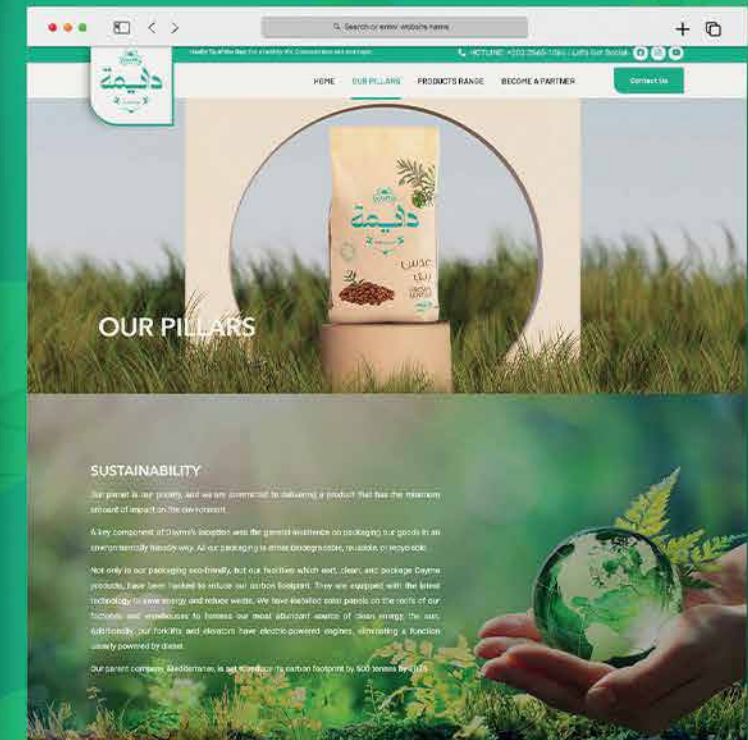 Search or enter website name
HOTLINE: Let's Get Social
دايمة
HOME OUR PILLARS PRODUCTS RANGE BECOME A PARTNER Contact Us
دايمة
عدس
OUR PILLARS
SUSTAINABILITY
Our planet is our priority, and we are committed to delivering a product that has the minimum
amount of impact on the environment.
A key component of Dayma's inception was the general insistence on packaging our goods in an
environmentally friendly way. All our packaging is either biodegradable, reusable, or recyclable.
Not only is our packaging eco-friendly, but our facilities which sort, clean, and package Dayma
products, have been tracked to reduce our carbon footprint. They are equipped with the latest
technology to save energy and reduce waste. We have installed solar panels on the roofs of our
factories and warehouses to harness our most abundant source of clean energy, the sun.
Additionally, our forklifts and elevators have electric-powered engines, eliminating a function
usually powered by diesel.
Our parent company, is set to reduce its carbon footprint by 500 tonnes by